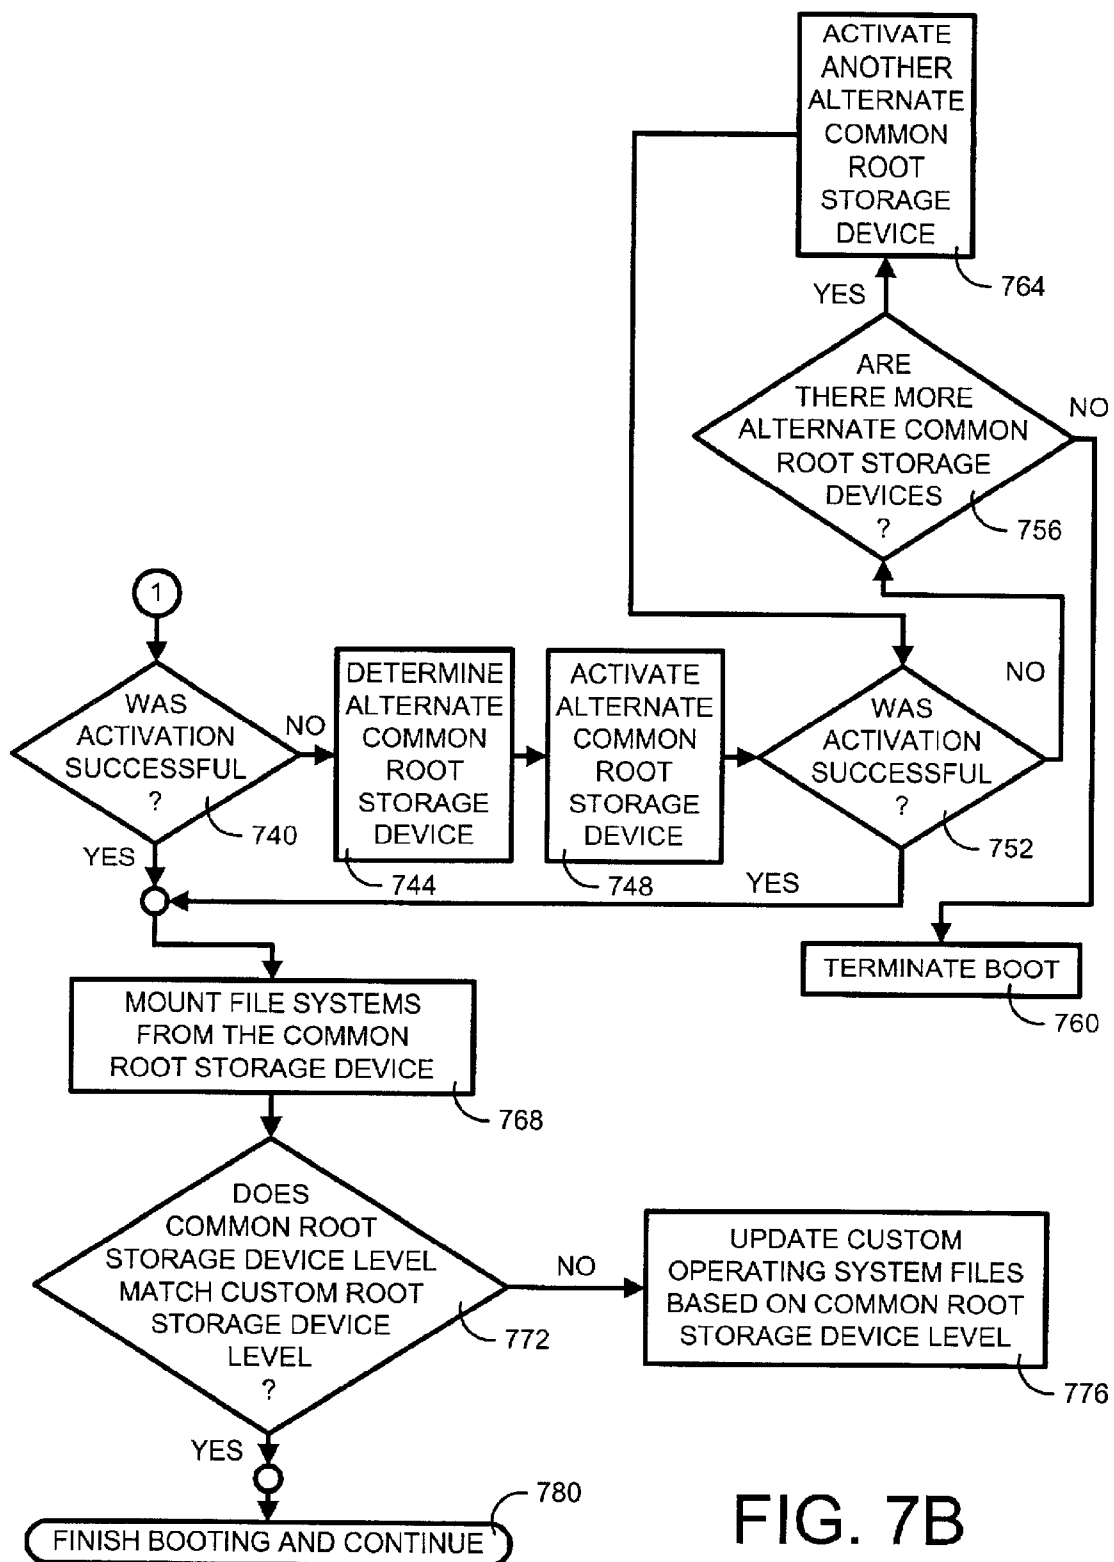 ACTIVATE
ANOTHER
ALTERNATE
COMMON
ROOT
STORAGE
DEVICE
764
YES
ARE
THERE MORE
ALTERNATE COMMON
ROOT STORAGE
DEVICES
?
756
NO
1
WAS
ACTIVATION
SUCCESSFUL
?
740
NO
YES
DETERMINE
ALTERNATE
COMMON
ROOT
STORAGE
DEVICE
744
ACTIVATE
ALTERNATE
COMMON
ROOT
STORAGE
DEVICE
748
WAS
ACTIVATION
SUCCESSFUL
?
752
NO
YES
TERMINATE BOOT
760
MOUNT FILE SYSTEMS
FROM THE COMMON
ROOT STORAGE DEVICE
768
DOES
COMMON ROOT
STORAGE DEVICE LEVEL
MATCH CUSTOM ROOT
STORAGE DEVICE
LEVEL
?
772
NO
UPDATE CUSTOM
OPERATING SYSTEM FILES
BASED ON COMMON ROOT
STORAGE DEVICE LEVEL
776
YES
780
FINISH BOOTING AND CONTINUE
FIG. 7B